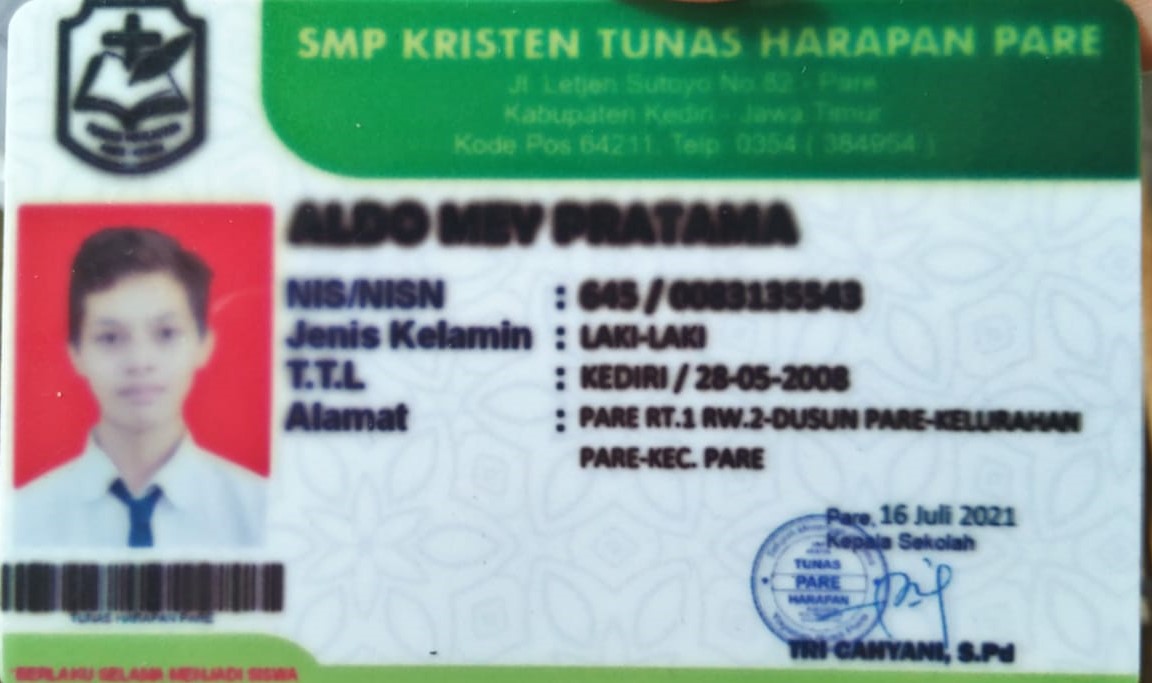 SMP KRISTEN TUNAS HARAPAN PARE
Jl. Letjen Sutoyo No.62 - Pare
Kabupaten Kediri - Jawa Timur
Kode Pos 64211. Telp. 0354 ( 384954 )
ALDO MEV PRATAMA
NIS/NISN : 645 / 0083135543
Jenis Kelamin : LAKI-LAKI
T.T.L : KEDIRI / 28-05-2008
Alamat : PARE RT.1 RW.2-DUSUN PARE-KELURAHAN
PARE-KEC. PARE
Pare, 16 Juli 2021
Kepala Sekolah
TUNAS
PARE
HARAPAN
TRI CAHYANI, S.Pd
TUNAS HARAPAN PARE
*BERLAKU SELAMA MENJADI SISWA